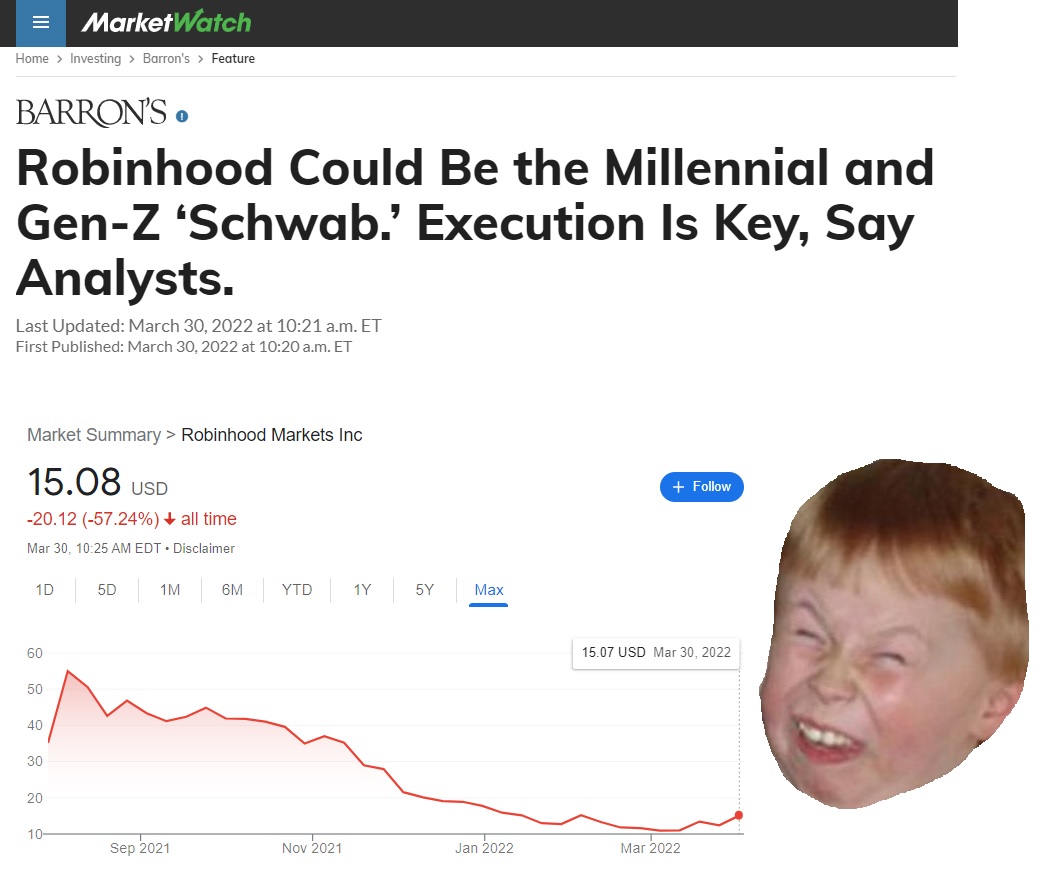 MarketWatch
Home > Investing > Barron's > Feature
BARRON'S
Robinhood Could Be the Millennial and
Gen-Z ‘Schwab.’ Execution Is Key, Say
Analysts.
Last Updated: March 30, 2022 at 10:21 a.m. ET
First Published: March 30, 2022 at 10:20 a.m. ET
Market Summary > Robinhood Markets Inc
15.08 USD
+ Follow
-20.12 (-57.24%) ↓ all time
Mar 30, 10:25 AM EDT • Disclaimer
1D 5D 1M 6M YTD 1Y 5Y Max
15.07 USD Mar 30, 2022
60
50
40
30
20
10
Sep 2021 Nov 2021 Jan 2022 Mar 2022